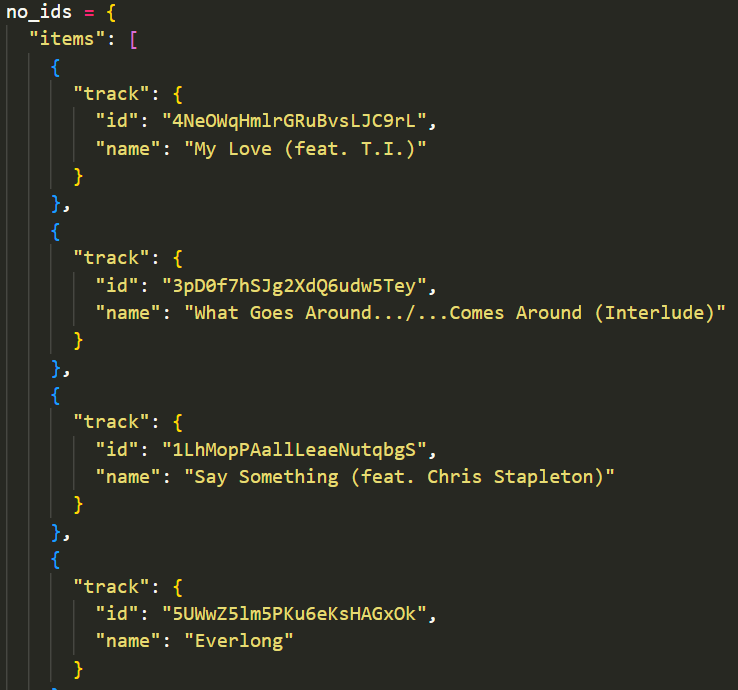 no_ids = {
"items": [
{
"track": {
"id": "4NeOWqHmlrGRuBvsLJC9rL",
"name": "My Love (feat. T.I.)"
}
},
{
"track": {
"id": "3pD0f7hSJg2XdQ6udw5Tey",
"name": "What Goes Around.../...Comes Around (Interlude)"
}
},
{
"track": {
"id": "1LhMopPAallLeaeNutqbgS",
"name": "Say Something (feat. Chris Stapleton)"
}
},
{
"track": {
"id": "5UWwZ5lm5PKu6eKsHAGxOk",
"name": "Everlong"
}